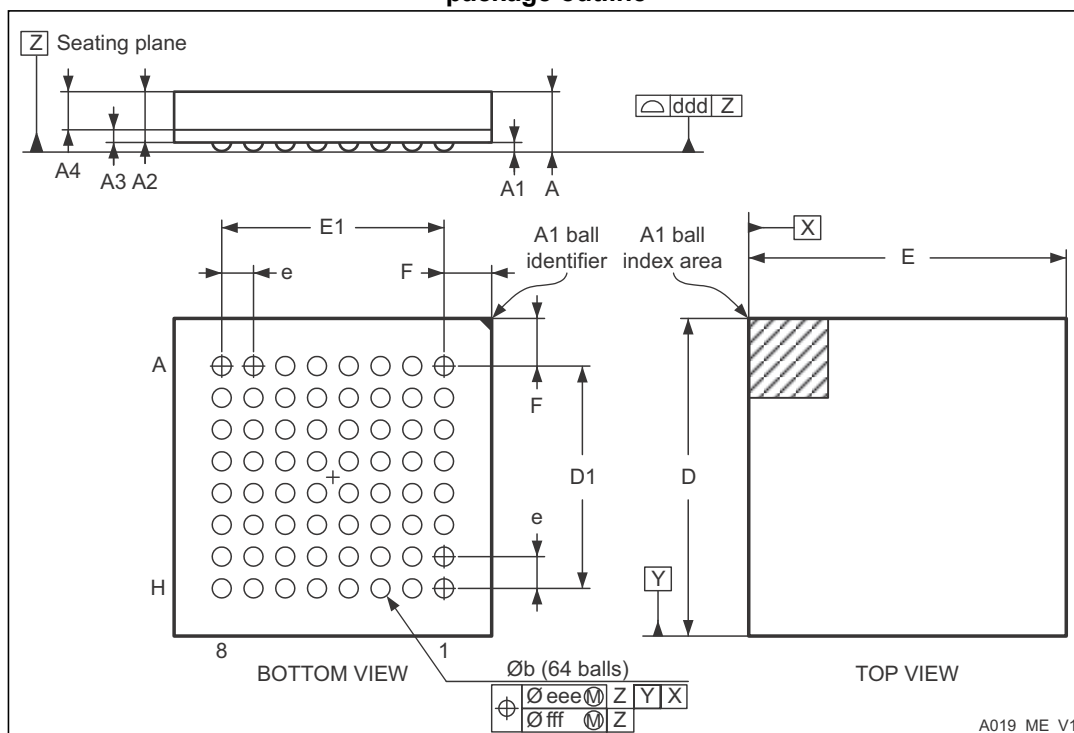 package outline
Z Seating plane
ddd Z
A4
A3
A2
A1
A
E1
e
F
A1 ball
identifier
A1 ball
index area
X
E
A
F
D1
D
e
Y
H
8
1
BOTTOM VIEW
Øb (64 balls)
TOP VIEW
Ø eee Ⓜ Z Y X
Ø fff Ⓜ Z
A019_ME_V1